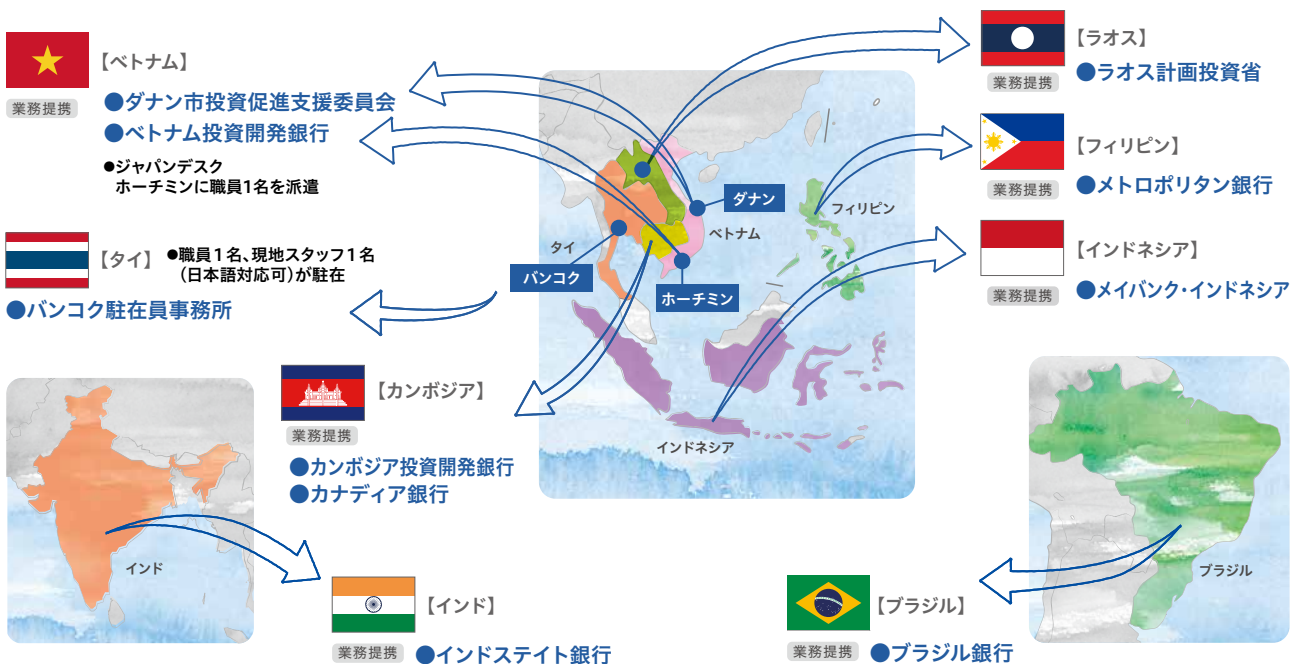 【ベトナム】
業務提携
●ダナン市投資促進支援委員会
●ベトナム投資開発銀行
●ジャパンデスク
ホーチミンに職員1名を派遣
【タイ】
●職員1名、現地スタッフ1名
（日本語対応可）が駐在
●バンコク駐在員事務所
【カンボジア】
業務提携
●カンボジア投資開発銀行
●カナディア銀行
インド
【インド】
業務提携
●インドステイト銀行
ダナン
フィリピン
ベトナム
タイ
バンコク
ホーチミン
インドネシア
【ラオス】
業務提携
●ラオス計画投資省
【フィリピン】
業務提携
●メトロポリタン銀行
【インドネシア】
業務提携
●メイバンク・インドネシア
ブラジル
【ブラジル】
業務提携
●ブラジル銀行